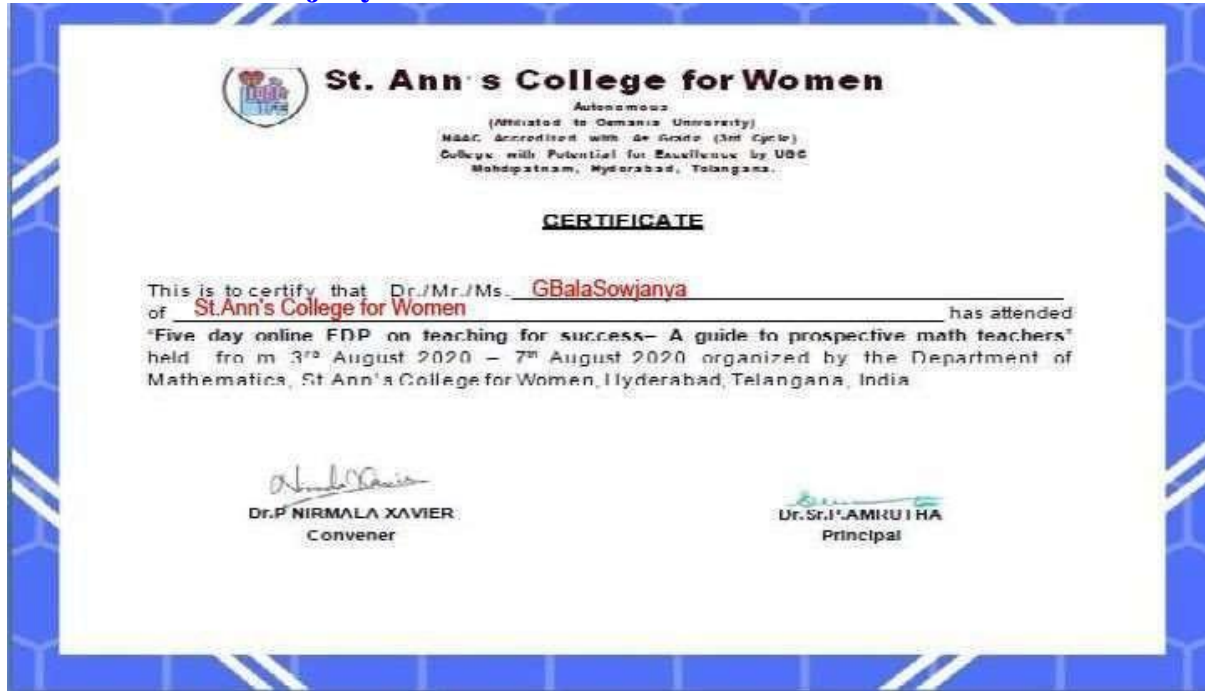 St. Ann's College for Women
Autonomous
(Affiliated to Osmania University)
NAAC Accredited with A+ Grade (3rd Cycle)
College with Potential for Excellence by UGC
Mehdipatnam, Hyderabad, Telangana.
CERTIFICATE
This is to certify that Dr./Mr./Ms. GBalaSowjanya
of St.Ann's College for Women has attended
"Five day online FDP on teaching for success– A guide to prospective math teachers"
held fro m 3rd August 2020 – 7th August 2020 organized by the Department of
Mathematics, St Ann's College for Women, Hyderabad, Telangana, India
Dr.P NIRMALA XAVIER
Convener
Dr.Sr.P.AMRUTHA
Principal